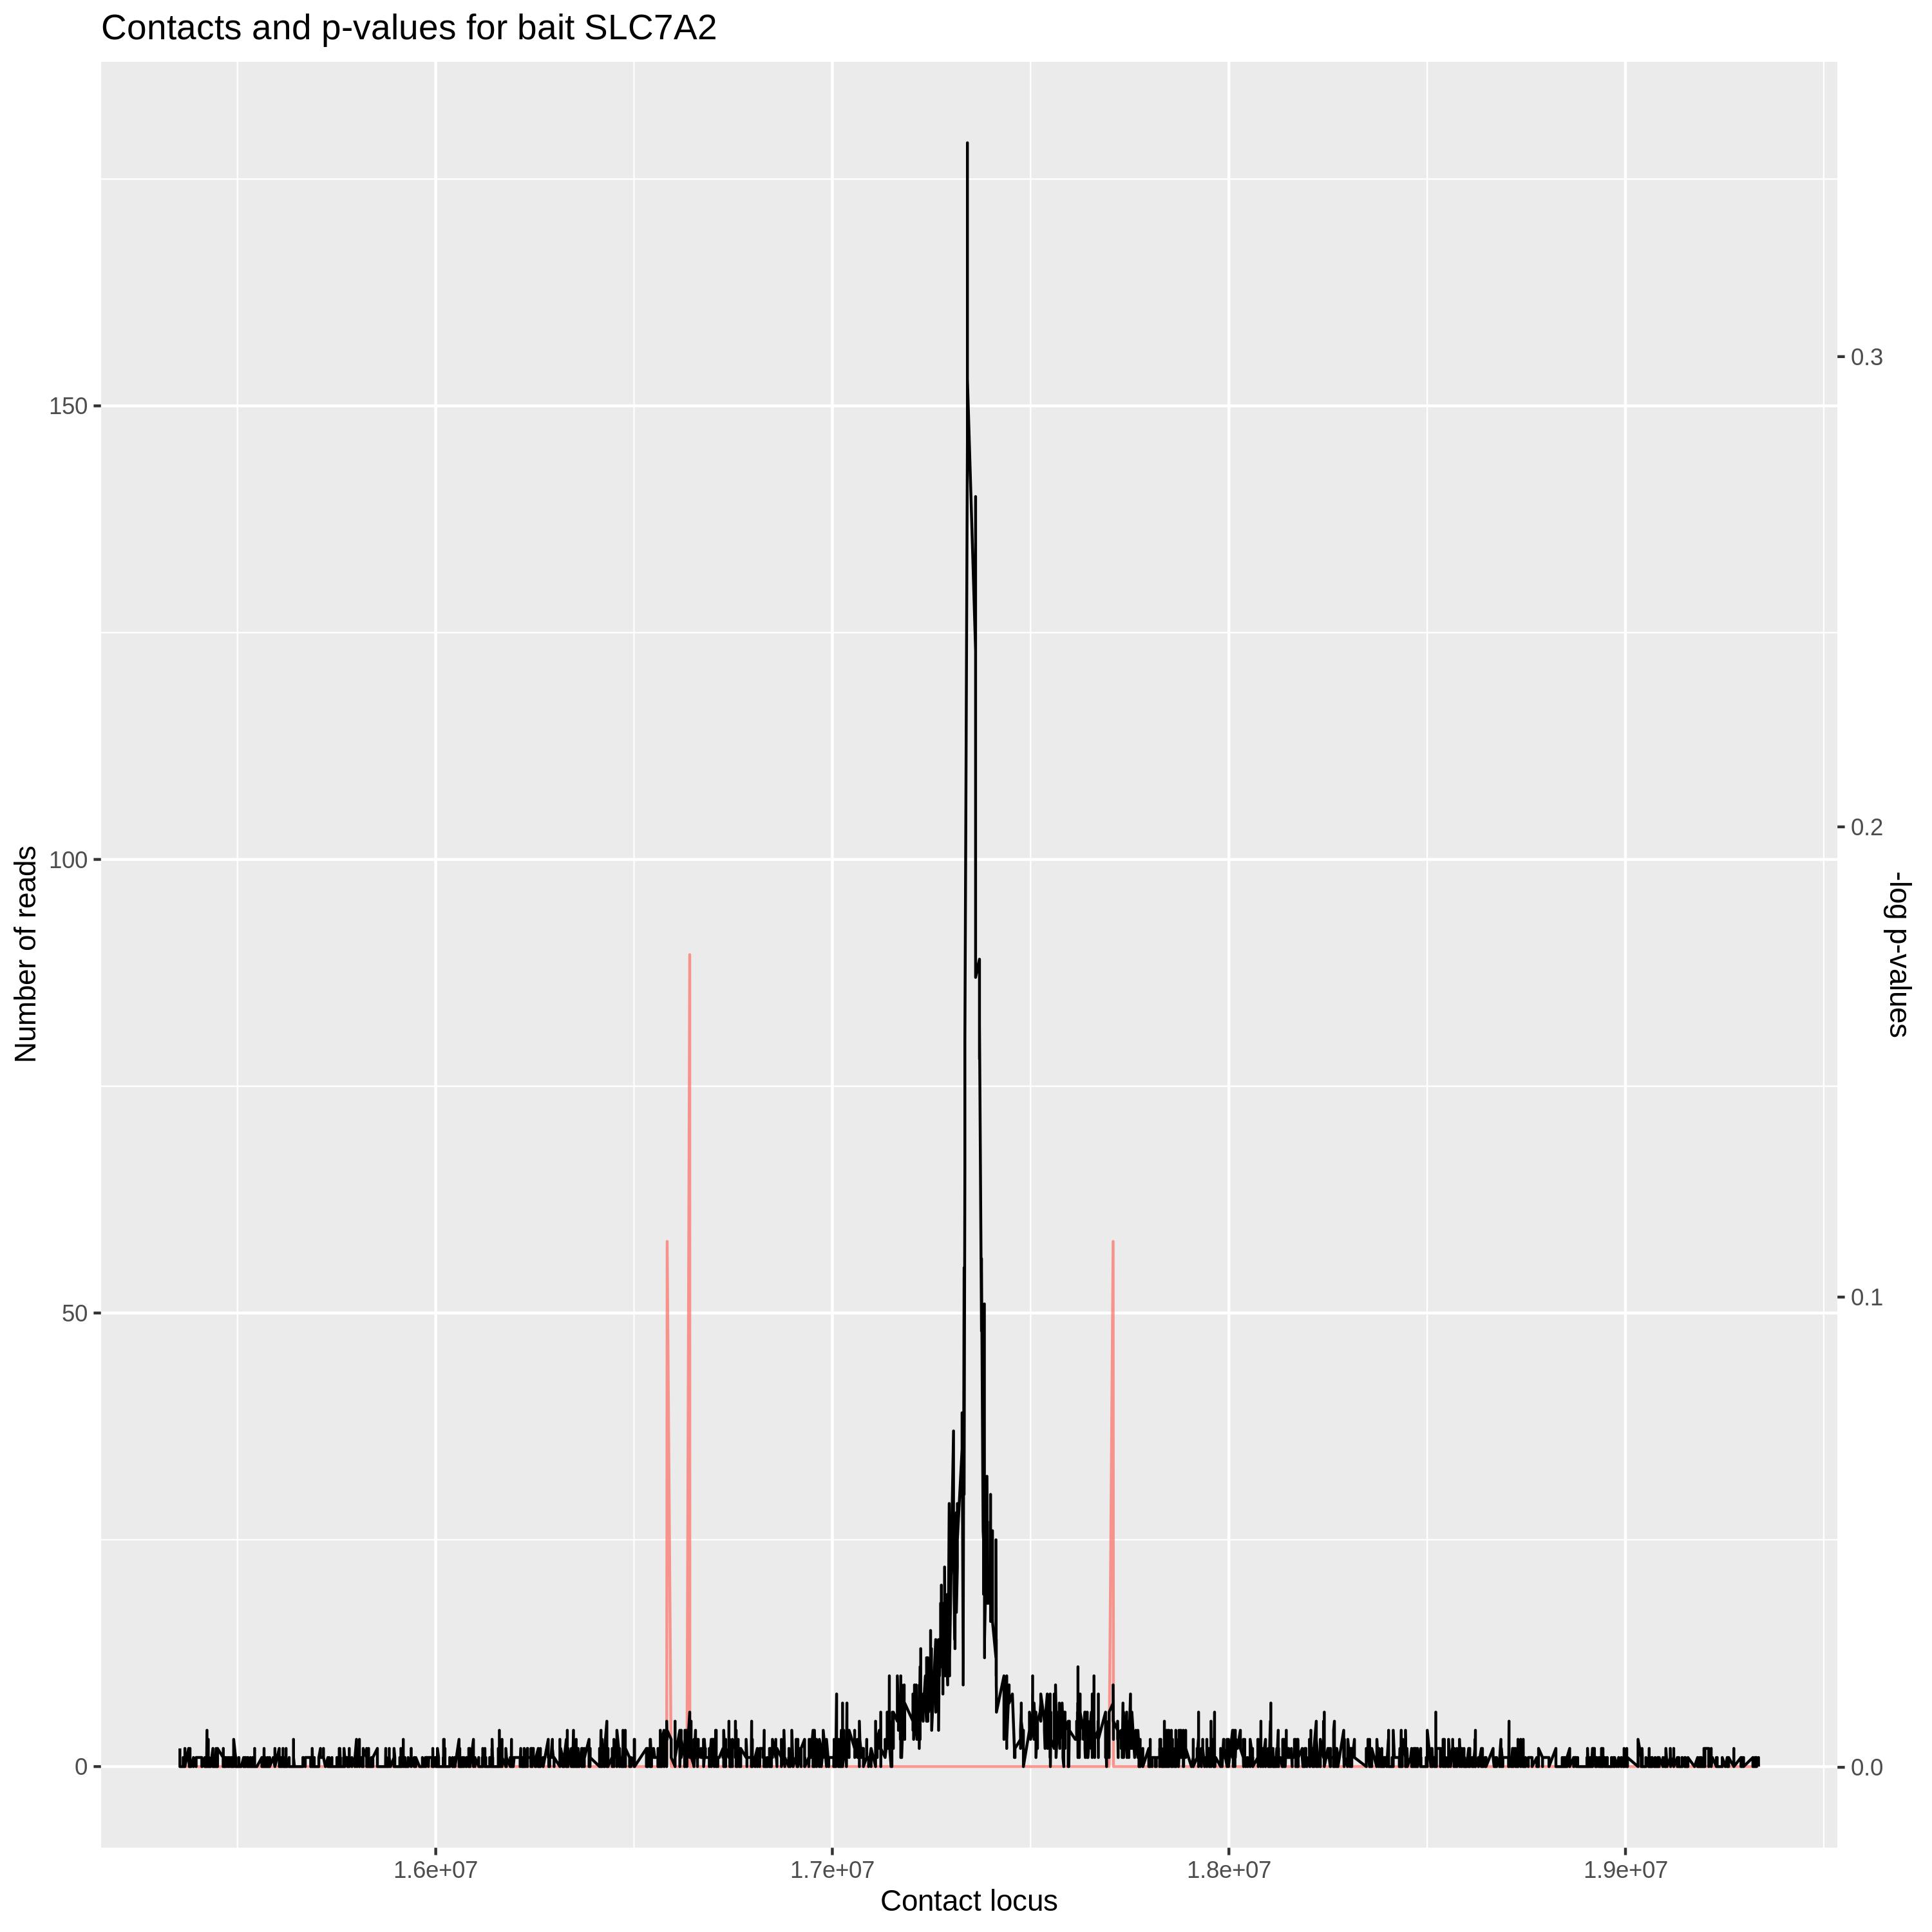 Contacts and p-values for bait SLC7A2
Number of reads
150
100
50
0
0.3
0.2
0.1
0.0
-log p-values
1.6e+07
1.7e+07
1.8e+07
1.9e+07
Contact locus